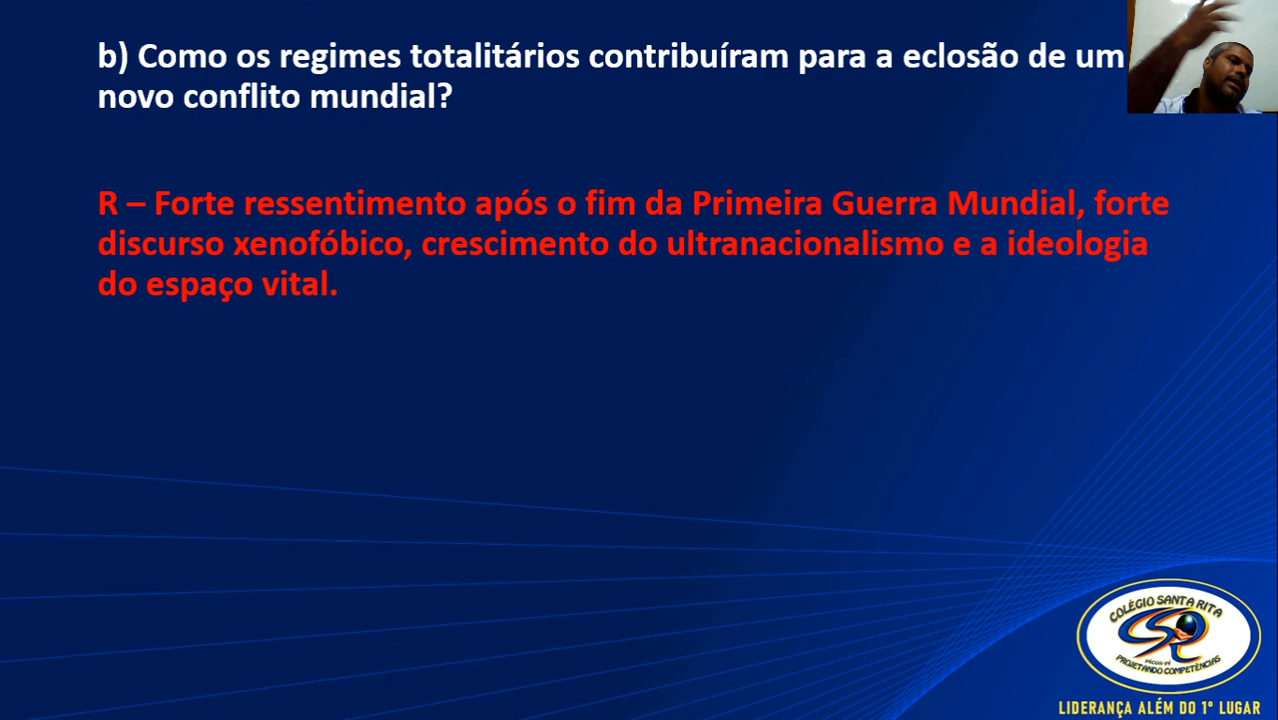 b) Como os regimes totalitários contribuíram para a eclosão de um
novo conflito mundial?
R – Forte ressentimento após o fim da Primeira Guerra Mundial, forte
discurso xenofóbico, crescimento do ultranacionalismo e a ideologia
do espaço vital.
COLÉGIO SANTA RITA
PROJETANDO COMPETÊNCIAS
LIDERANÇA ALÉM DO 1º LUGAR